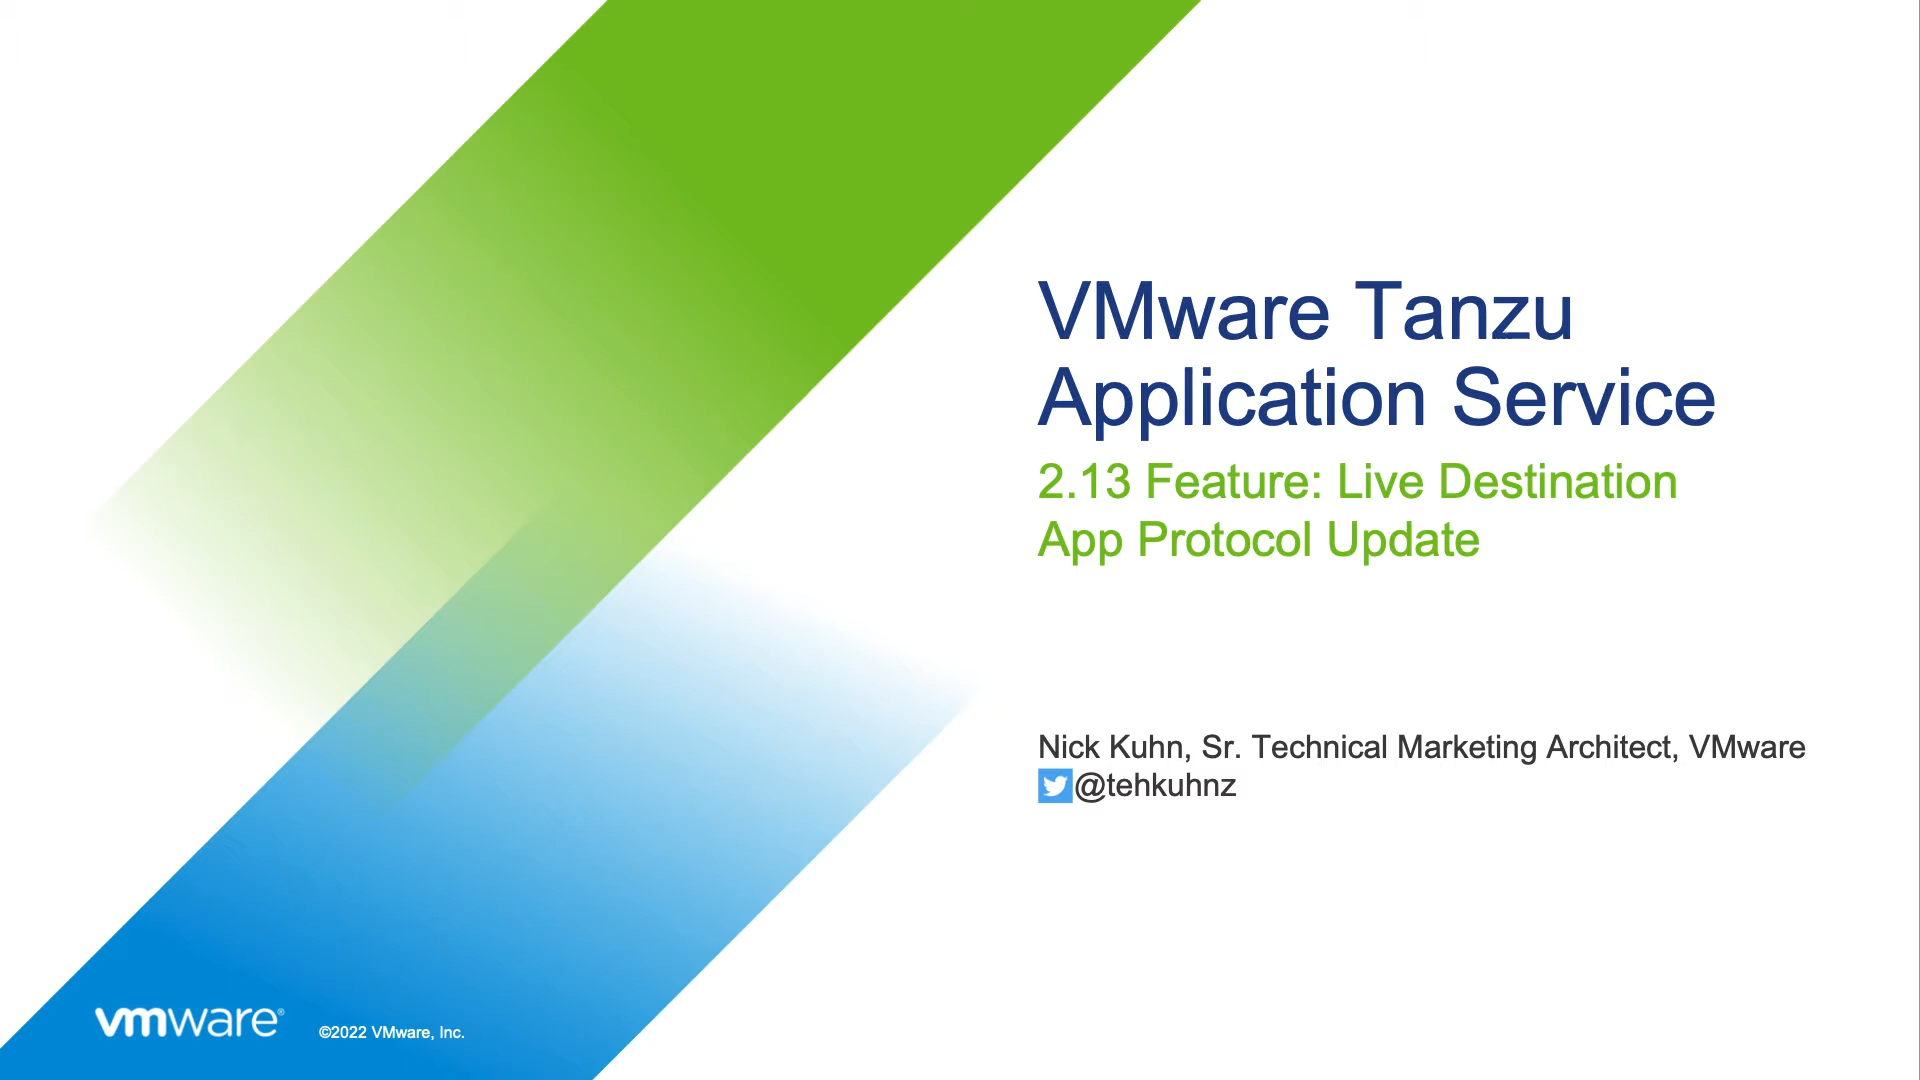 VMware Tanzu
Application Service
2.13 Feature: Live Destination
App Protocol Update
Nick Kuhn, Sr. Technical Marketing Architect, VMware
@tehkuhnz
vmware®
©2022 VMware, Inc.